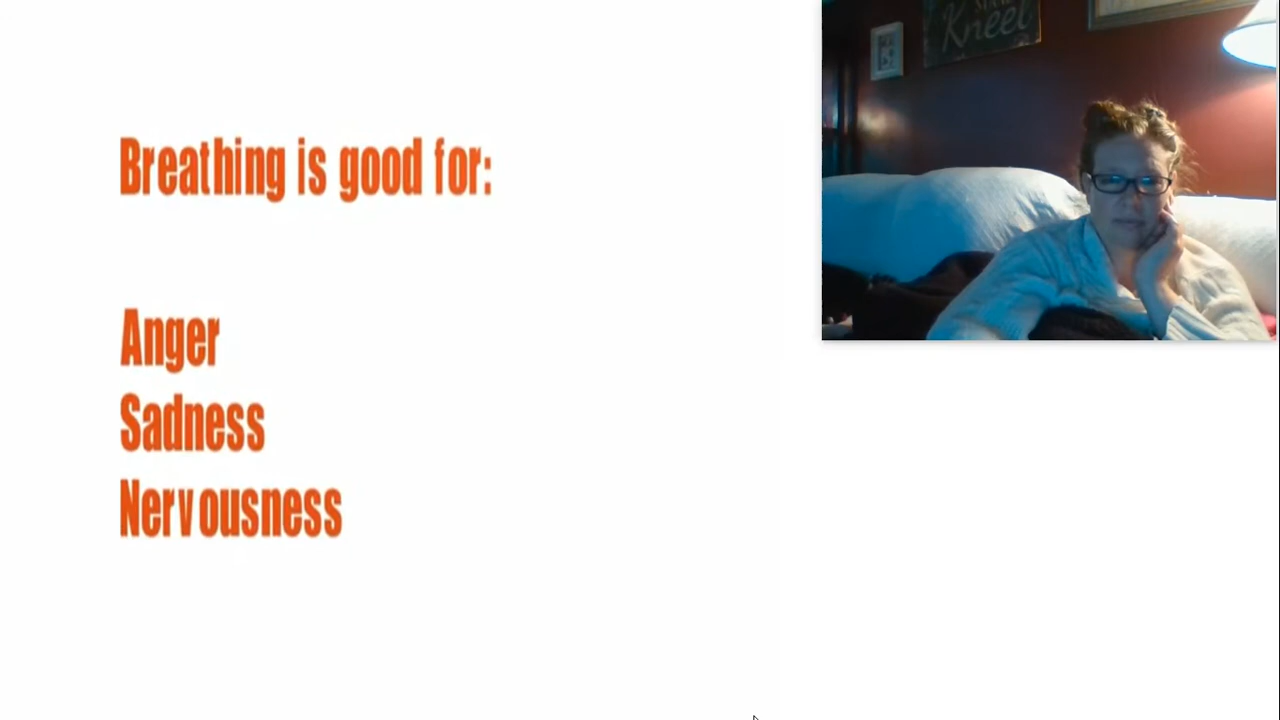 Breathing is good for:
Anger
Sadness
Nervousness
Kneel